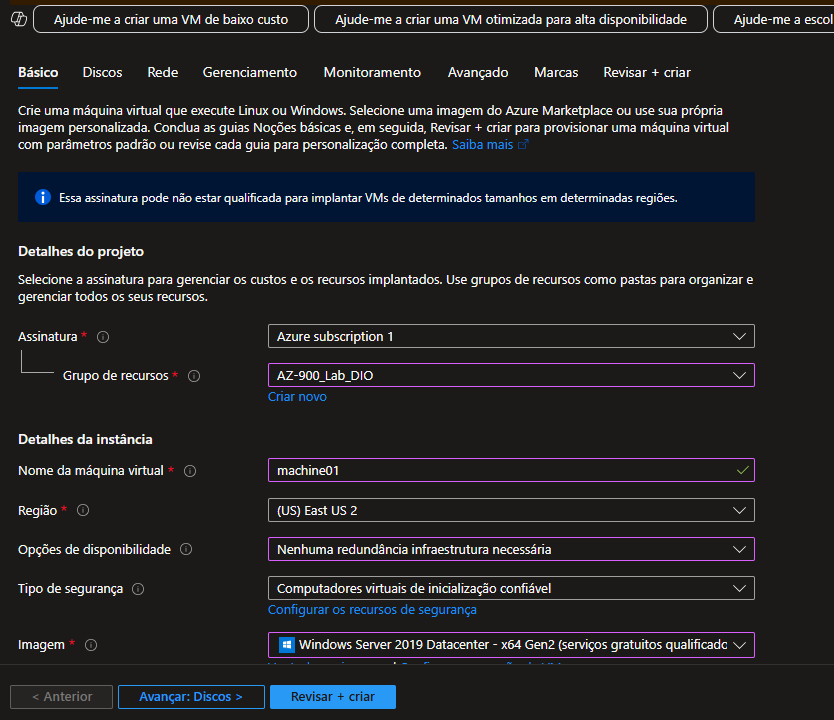 Ajude-me a criar uma VM de baixo custo
Ajude-me a criar uma VM otimizada para alta disponibilidade
Ajude-me a escol
Básico
Discos
Rede
Gerenciamento
Monitoramento
Avançado
Marcas
Revisar + criar
Crie uma máquina virtual que execute Linux ou Windows. Selecione uma imagem do Azure Marketplace ou use sua própria
imagem personalizada. Conclua as guias Noções básicas e, em seguida, Revisar + criar para provisionar uma máquina virtual
com parâmetros padrão ou revise cada guia para personalização completa. Saiba mais
Essa assinatura pode não estar qualificada para implantar VMs de determinados tamanhos em determinadas regiões.
Detalhes do projeto
Selecione a assinatura para gerenciar os custos e os recursos implantados. Use grupos de recursos como pastas para organizar e
gerenciar todos os seus recursos.
Assinatura *
Azure subscription 1
Grupo de recursos *
AZ-900_Lab_DIO
Criar novo
Detalhes da instância
Nome da máquina virtual *
machine01
Região *
(US) East US 2
Opções de disponibilidade
Nenhuma redundância infraestrutura necessária
Tipo de segurança
Computadores virtuais de inicialização confiável
Configurar os recursos de segurança
Imagem *
Windows Server 2019 Datacenter - x64 Gen2 (serviços gratuitos qualificado
< Anterior
Avançar: Discos >
Revisar + criar